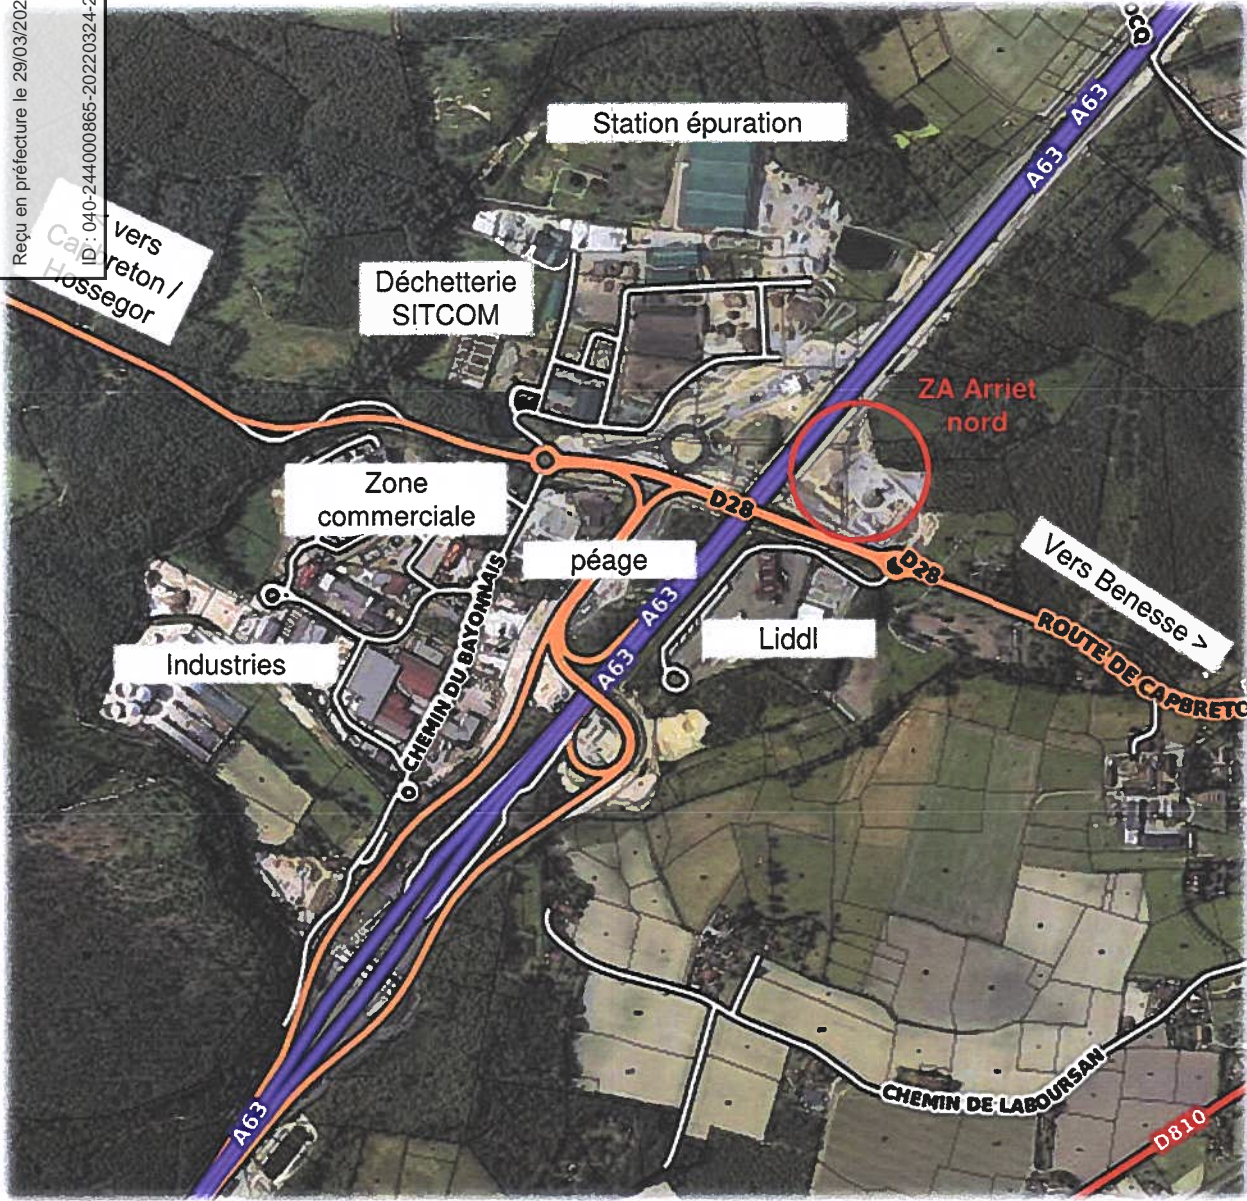 Reçu en préfecture le 29/03/202
ID : 040-244000865-20220324-2
vers
Capbreton /
Hossegor
Station épuration
Déchetterie
SITCOM
OCQ
A63
A63
ZA Arriet
nord
Zone
commerciale
D28
péage
D28
Vers Benesse >
CHEMIN DU BAYONNAIS
A63
Liddl
ROUTE DE CAPBRETO
Industries
A63
CHEMIN DE LABOURSAN
A63
D810